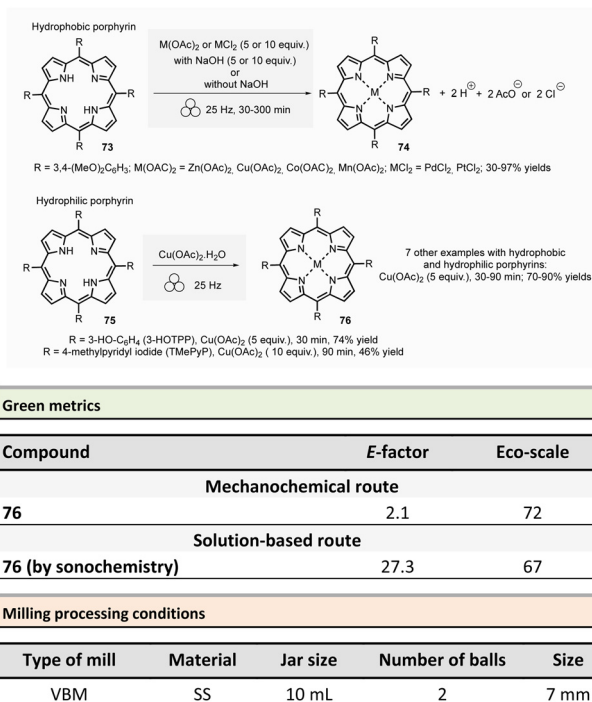 Hydrophobic porphyrin
R
NH
N
R
R
N
HN
R
73
M(OAc)2 or MCl2 (5 or 10 equiv.)
with NaOH (5 or 10 equiv.)
or
without NaOH
25 Hz, 30-300 min
R
N
N
R
M
R
N
N
R
74
+ 2 H⊕ + 2 AcO⊖ or 2 Cl⊖
R = 3,4-(MeO)2C6H3; M(OAC)2 = Zn(OAc)2, Cu(OAc)2, Co(OAC)2, Mn(OAc)2; MCl2 = PdCl2, PtCl2; 30-97% yields
Hydrophilic porphyrin
R
NH
N
R
R
N
HN
R
75
Cu(OAc)2.H2O
25 Hz
R
N
N
R
M
R
N
N
R
76
7 other examples with hydrophobic
and hydrophilic porphyrins:
Cu(OAc)2 (5 equiv.), 30-90 min; 70-90% yields
R = 3-HO-C6H4 (3-HOTPP), Cu(OAc)2 (5 equiv.), 30 min, 74% yield
R = 4-methylpyridyl iodide (TMePyP), Cu(OAc)2 ( 10 equiv.), 90 min, 46% yield
Green metrics
Compound E-factor Eco-scale
Mechanochemical route
76 2.1 72
Solution-based route
76 (by sonochemistry) 27.3 67
Milling processing conditions
Type of mill Material Jar size Number of balls Size
VBM SS 10 mL 2 7 mm